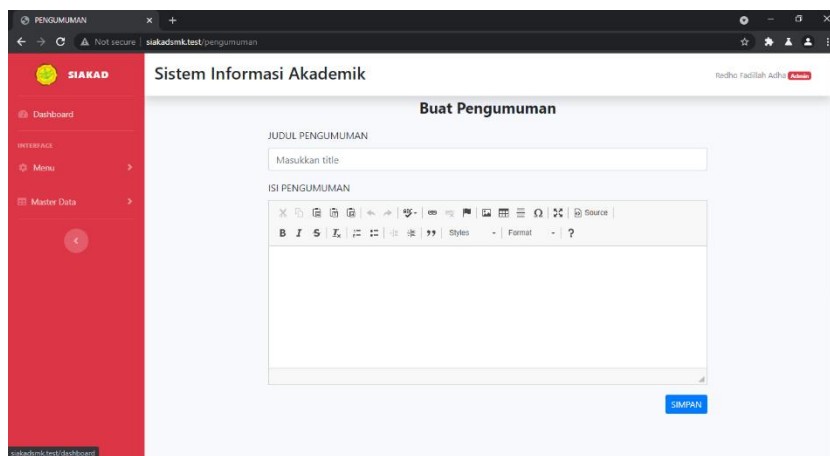 PENGUMUMAN
Not secure | siakadsmk.test/pengumuman
SIAKAD
Sistem Informasi Akademik
Redho Fadillah Adha Admin
Dashboard
INTERFACE
Menu
Master Data
Buat Pengumuman
JUDUL PENGUMUMAN
Masukkan title
ISI PENGUMUMAN
Source
B I S Ix Styles Format ?
SIMPAN
siakadsmk.test/dashboard